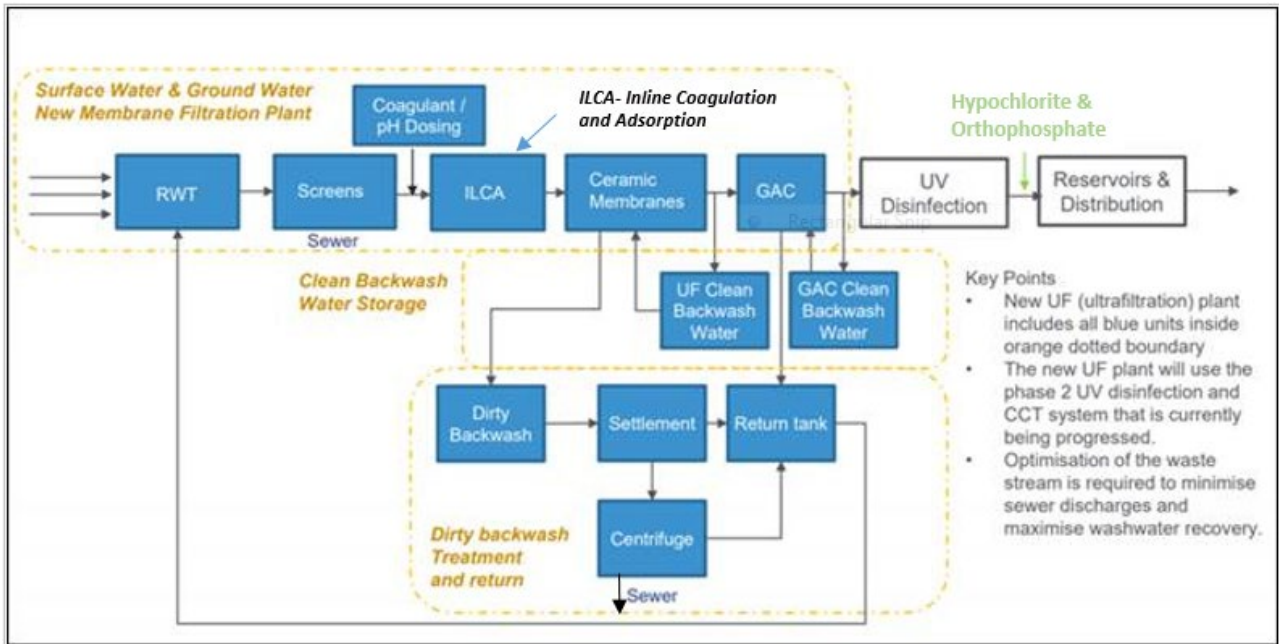 Surface Water & Ground Water
New Membrane Filtration Plant
Coagulant /
pH Dosing
ILCA- Inline Coagulation
and Adsorption
Hypochlorite &
Orthophosphate
RWT
Screens
ILCA
Ceramic
Membranes
GAC
UV
Disinfection
Reservoirs &
Distribution
Rectangular Snip
Sewer
Clean Backwash
Water Storage
UF Clean
Backwash
Water
GAC Clean
Backwash
Water
Key Points
• New UF (ultrafiltration) plant
includes all blue units inside
orange dotted boundary
• The new UF plant will use the
phase 2 UV disinfection and
CCT system that is currently
being progressed.
• Optimisation of the waste
stream is required to minimise
sewer discharges and
maximise washwater recovery.
Dirty
Backwash
Settlement
Return tank
Centrifuge
Dirty backwash
Treatment
and return
Sewer